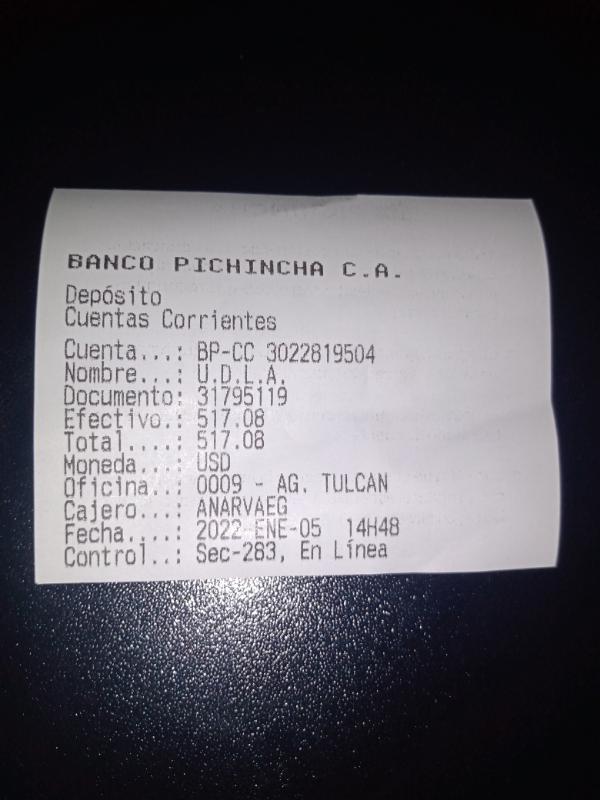 BANCO PICHINCHA C.A.
Depósito
Cuentas Corrientes
Cuenta...: BP-CC 3022819504
Nombre...: U.D.L.A.
Documento: 31795119
Efectivo.: 517.08
Total....: 517.08
Moneda...: USD
Oficina..: 0009 - AG. TULCAN
Cajero...: ANARVAEG
Fecha....: 2022-ENE-05 14H48
Control..: Sec-283, En Línea